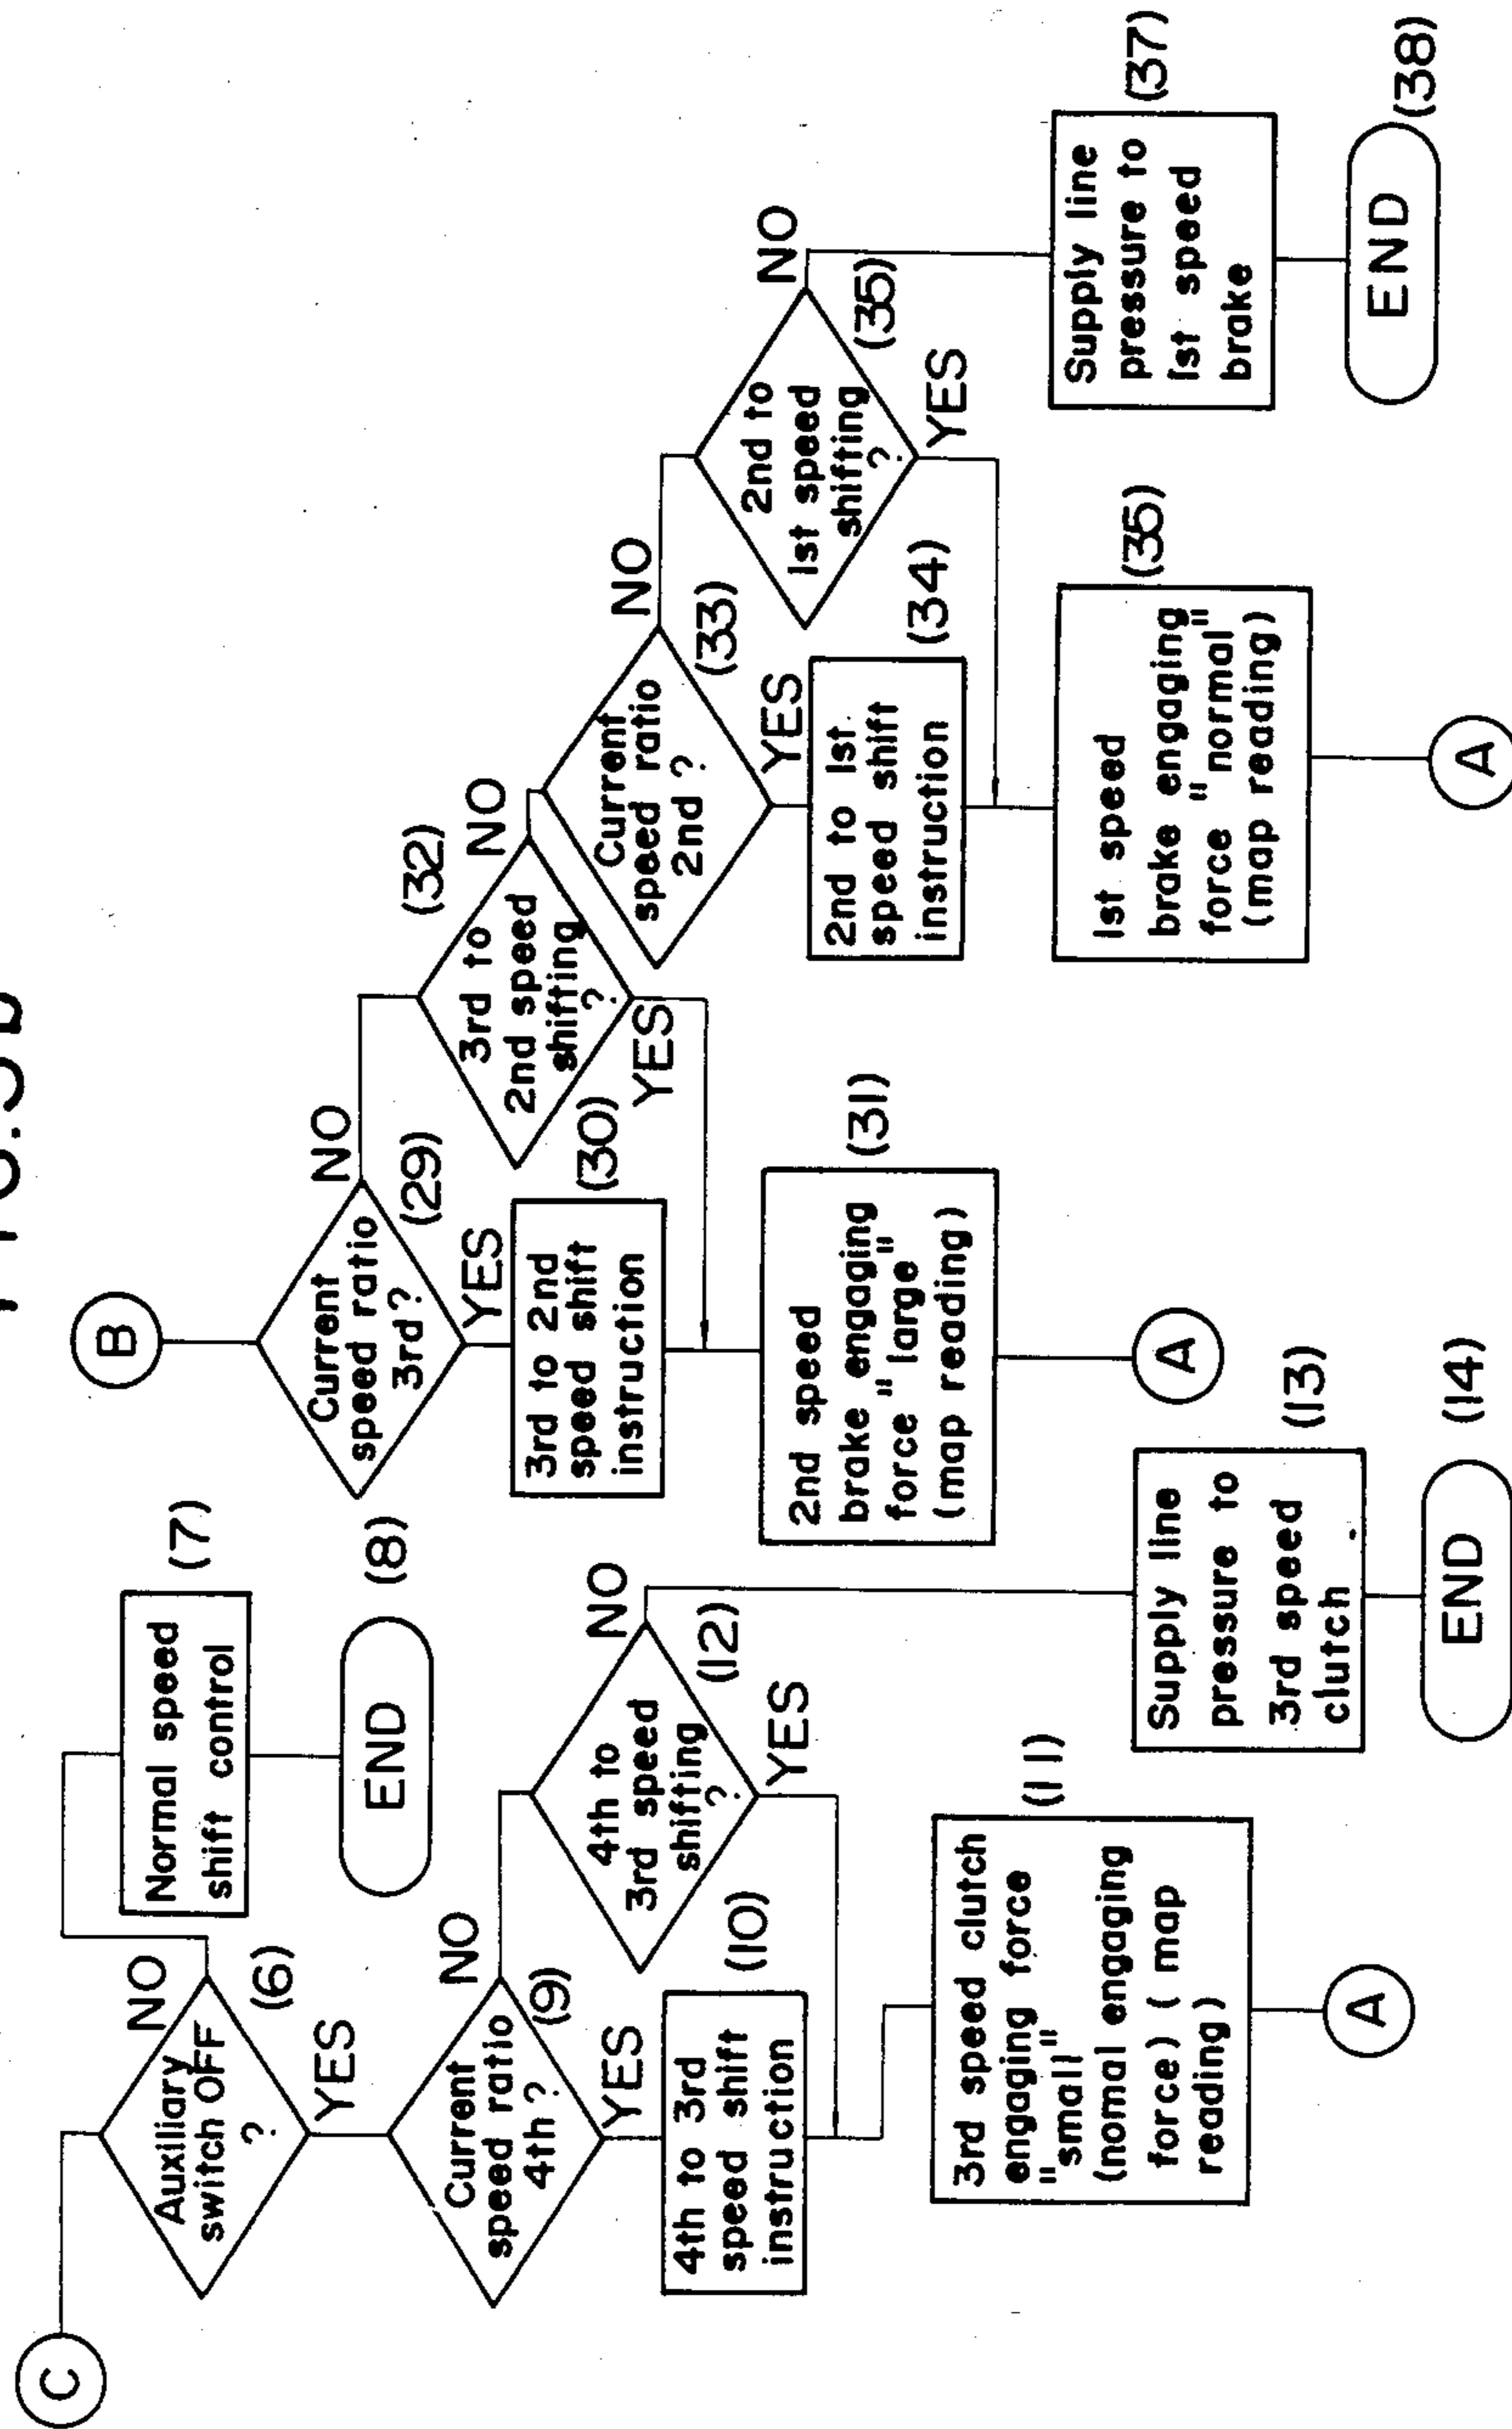 C
Auxiliary
switch OFF
?
(6)
NO
YES
Normal speed
shift control
(7)
END
(8)
Current
speed ratio
4th?
(9)
NO
YES
4th to 3rd
speed shift
instruction
(10)
4th to
3rd speed
shifting
?
(12)
NO
YES
3rd speed clutch
engaging force
"small"
(nomal engaging
force) (map
reading)
(11)
A
Supply line
pressure to
3rd speed
clutch
(13)
END
(14)
B
Current
speed ratio
3rd?
(29)
NO
YES
3rd to 2nd
speed shift
instruction
(30)
3rd to
2nd speed
shifting
?
(32)
NO
YES
2nd speed
brake engaging
force "large"
(map reading)
(31)
A
Current
speed ratio
2nd ?
(33)
NO
YES
2nd to 1st
speed shift
instruction
(34)
2nd to
1st speed
shifting
?
(35)
NO
YES
1st speed
brake engaging
force "normal"
(map reading)
(35)
A
Supply line
pressure to
1st speed
brake
(37)
END
(38)